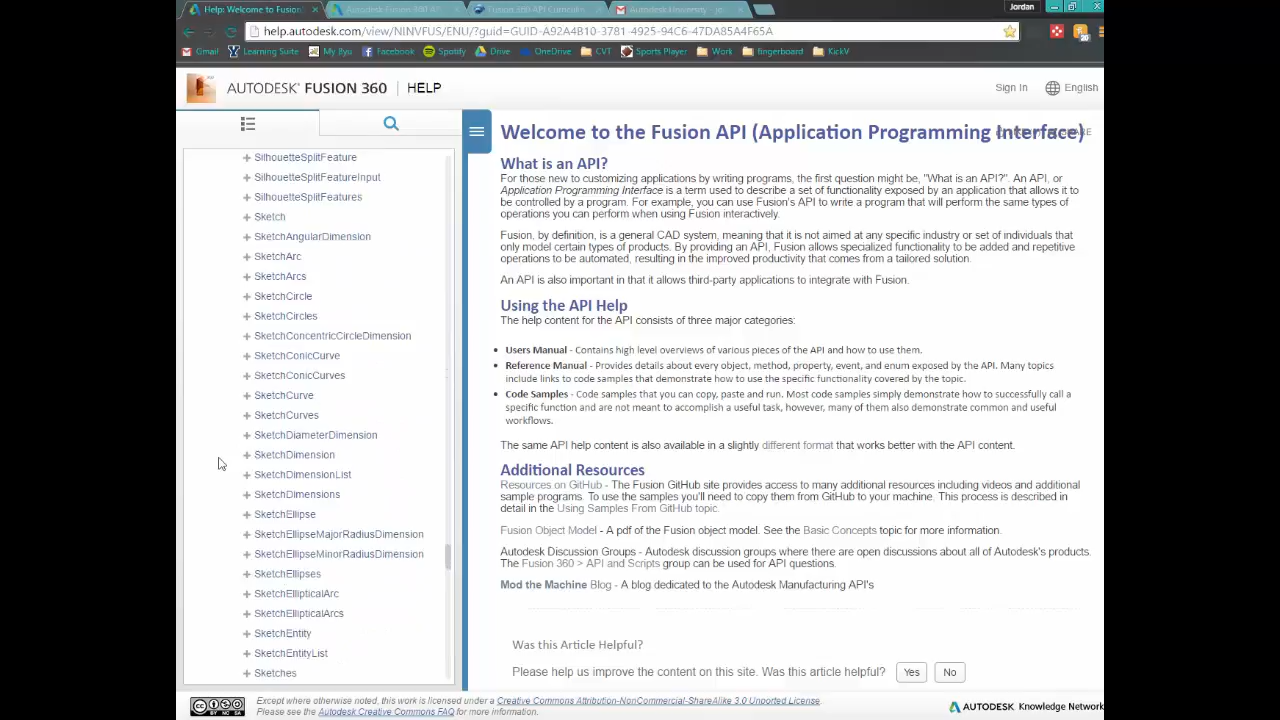 Help: Welcome to Fusion
Autodesk Fusion 360 API
Fusion 360 API Curriculu
Autodesk University - jo
Jordan
help.autodesk.com/view/NINVFUS/ENU/?guid=GUID-A92A4B10-3781-4925-94C6-47DA85A4F65A
Gmail Learning Suite My Byu Facebook Spotify Drive OneDrive CVT Sports Player Work fingerboard KickV
AUTODESK® FUSION 360 HELP
Sign In English
SilhouetteSplitFeature
SilhouetteSplitFeatureInput
SilhouetteSplitFeatures
Sketch
SketchAngularDimension
SketchArc
SketchArcs
SketchCircle
SketchCircles
SketchConcentricCircleDimension
SketchConicCurve
SketchConicCurves
SketchCurve
SketchCurves
SketchDiameterDimension
SketchDimension
SketchDimensionList
SketchDimensions
SketchEllipse
SketchEllipseMajorRadiusDimension
SketchEllipseMinorRadiusDimension
SketchEllipses
SketchEllipticalArc
SketchEllipticalArcs
SketchEntity
SketchEntityList
Sketches
Welcome to the Fusion API (Application Programming Interface)
What is an API?
For those new to customizing applications by writing programs, the first question might be, "What is an API?". An API, or
Application Programming Interface is a term used to describe a set of functionality exposed by an application that allows it to
be controlled by a program. For example, you can use Fusion's API to write a program that will perform the same types of
operations you can perform when using Fusion interactively.
Fusion, by definition, is a general CAD system, meaning that it is not aimed at any specific industry or set of individuals that
only model certain types of products. By providing an API, Fusion allows specialized functionality to be added and repetitive
operations to be automated, resulting in the improved productivity that comes from a tailored solution.
An API is also important in that it allows third-party applications to integrate with Fusion.
Using the API Help
The help content for the API consists of three major categories:
Users Manual - Contains high level overviews of various pieces of the API and how to use them.
Reference Manual - Provides details about every object, method, property, event, and enum exposed by the API. Many topics
include links to code samples that demonstrate how to use the specific functionality covered by the topic.
Code Samples - Code samples that you can copy, paste and run. Most code samples simply demonstrate how to successfully call a
specific function and are not meant to accomplish a useful task, however, many of them also demonstrate common and useful
workflows.
The same API help content is also available in a slightly different format that works better with the API content.
Additional Resources
Resources on GitHub - The Fusion GitHub site provides access to many additional resources including videos and additional
sample programs. To use the samples you'll need to copy them from GitHub to your machine. This process is described in
detail in the Using Samples From GitHub topic.
Fusion Object Model - A pdf of the Fusion object model. See the Basic Concepts topic for more information.
Autodesk Discussion Groups - Autodesk discussion groups where there are open discussions about all of Autodesk's products.
The Fusion 360 > API and Scripts group can be used for API questions.
Mod the Machine Blog - A blog dedicated to the Autodesk Manufacturing API's
Was this Article Helpful?
Please help us improve the content on this site. Was this article helpful? Yes No
Except where otherwise noted, this work is licensed under a Creative Commons Attribution-NonCommercial-ShareAlike 3.0 Unported License.
Please see the Autodesk Creative Commons FAQ for more information.
AUTODESK Knowledge Network